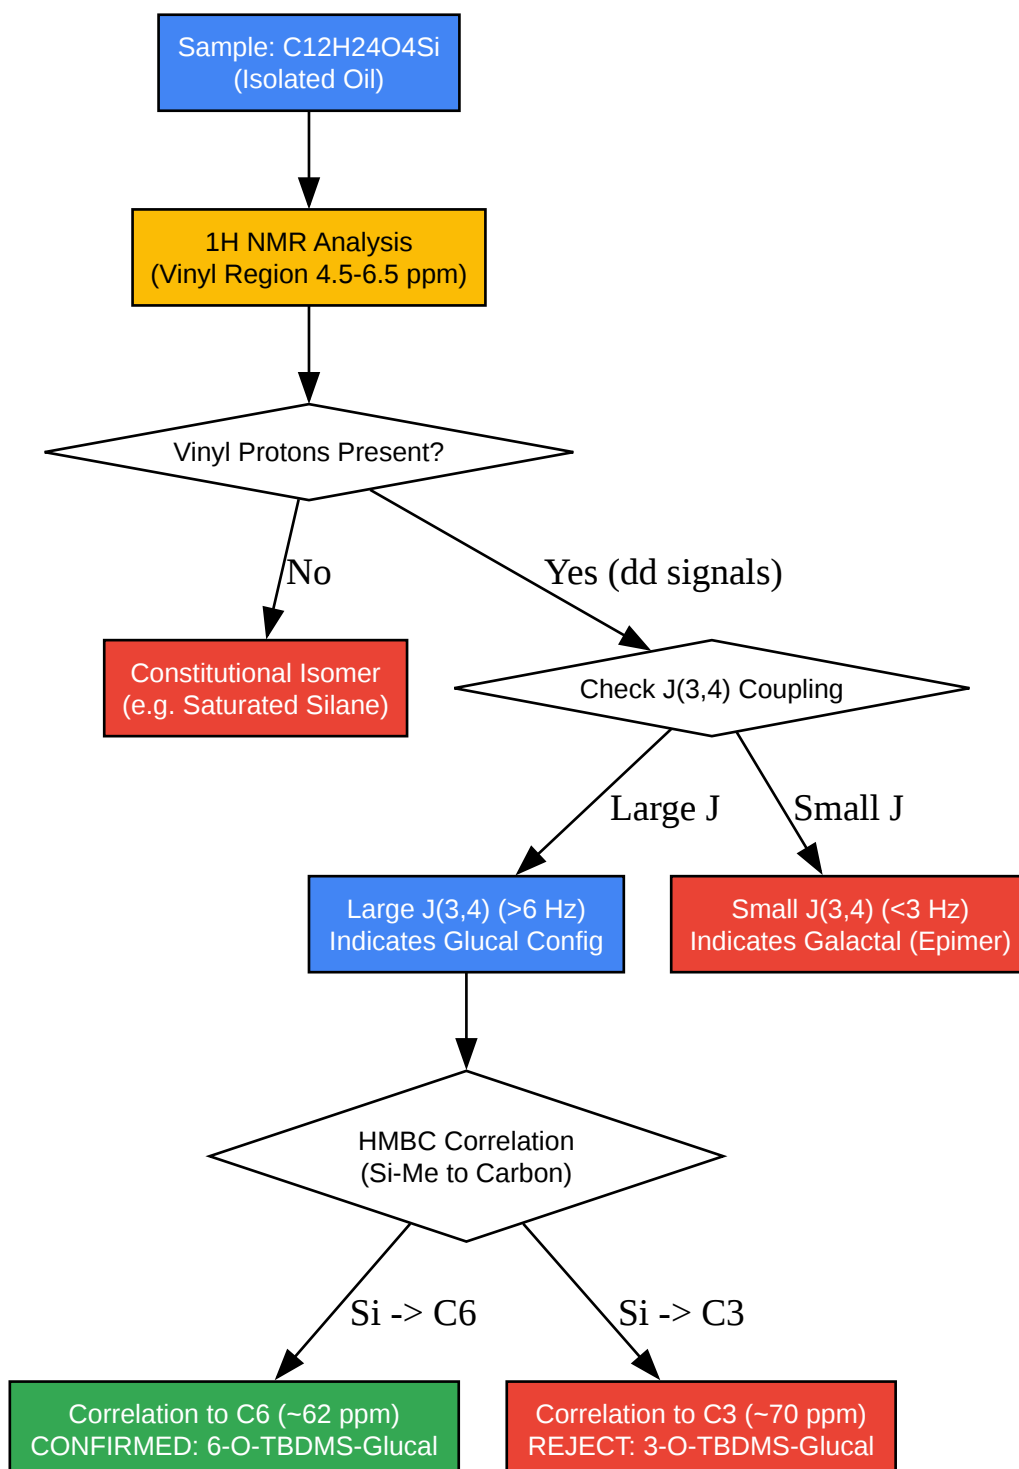 Sample: C12H24O4Si
(Isolated Oil)
1H NMR Analysis
(Vinyl Region 4.5-6.5 ppm)
Vinyl Protons Present?
No
Yes (dd signals)
Constitutional Isomer
(e.g. Saturated Silane)
Check J(3,4) Coupling
Large J
Small J
Large J(3,4) (>6 Hz)
Indicates Glucal Config
Small J(3,4) (<3 Hz)
Indicates Galactal (Epimer)
HMBC Correlation
(Si-Me to Carbon)
Si -> C6
Si -> C3
Correlation to C6 (~62 ppm)
CONFIRMED: 6-O-TBDMS-Glucal
Correlation to C3 (~70 ppm)
REJECT: 3-O-TBDMS-Glucal